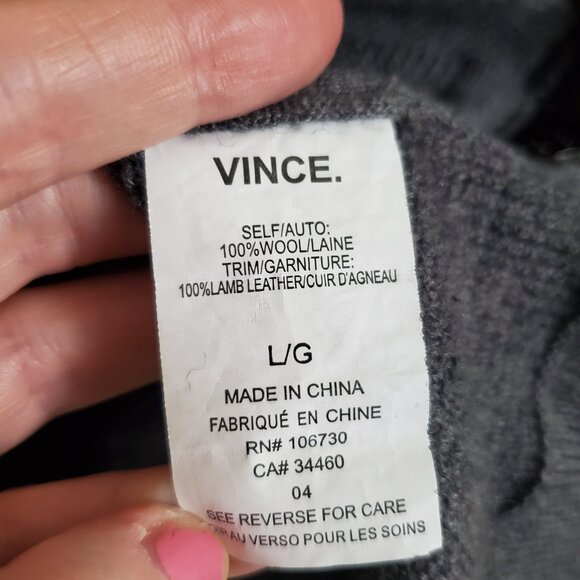 VINCE.
SELF/AUTO:
100%WOOL/LAINE
TRIM/GARNITURE:
100%LAMB LEATHER/CUIR D'AGNEAU
L/G
MADE IN CHINA
FABRIQUÉ EN CHINE
RN# 106730
CA# 34460
04
SEE REVERSE FOR CARE
AU VERSO POUR LES SOINS